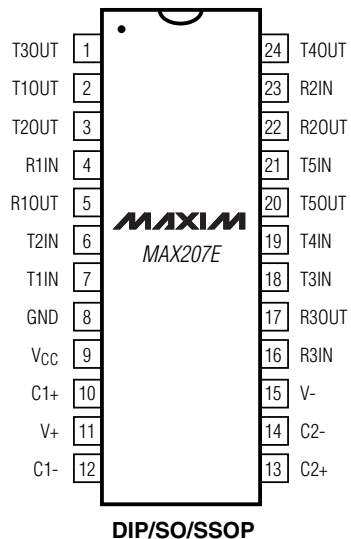 T3OUT 1 24 T4OUT
T1OUT 2 23 R2IN
T2OUT 3 22 R2OUT
R1IN 4 21 T5IN
R1OUT 5 20 T5OUT
MAXIM
T2IN 6 19 T4IN
MAX207E
T1IN 7 18 T3IN
GND 8 17 R3OUT
VCC 9 16 R3IN
C1+ 10 15 V-
V+ 11 14 C2-
C1- 12 13 C2+
DIP/SO/SSOP